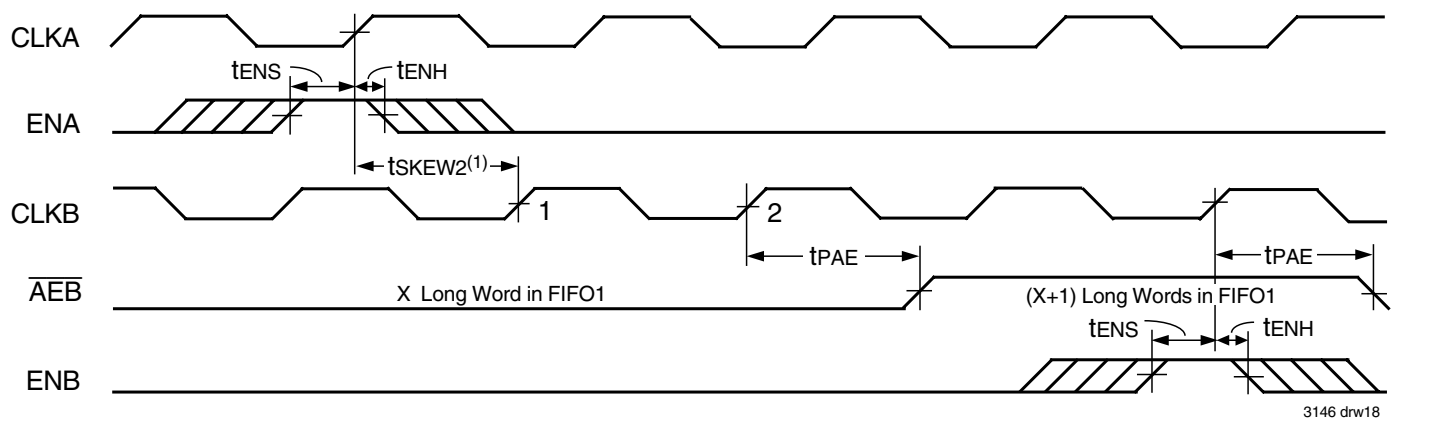 CLKA
tENS
tENH
ENA
tSKEW2(1)
CLKB
1
2
tPAE
tPAE
AEB
X Long Word in FIFO1
(X+1) Long Words in FIFO1
tENS
tENH
ENB
3146 drw18